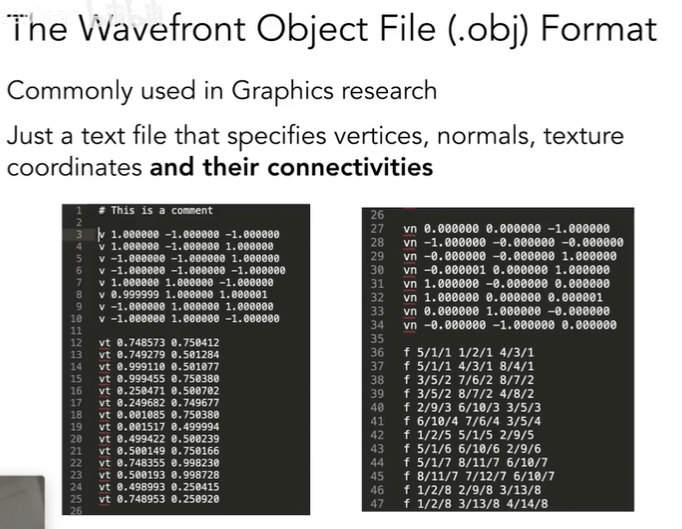 The Wavefront Object File (.obj) Format
Commonly used in Graphics research
Just a text file that specifies vertices, normals, texture
coordinates and their connectivities
1 # This is a comment
2
3 v 1.000000 -1.000000 -1.000000
4 v 1.000000 -1.000000 1.000000
5 v -1.000000 -1.000000 1.000000
6 v -1.000000 -1.000000 -1.000000
7 v 1.000000 1.000000 -1.000000
8 v 0.999999 1.000000 1.000001
9 v -1.000000 1.000000 1.000000
10 v -1.000000 1.000000 -1.000000
11
12 vt 0.748573 0.750412
13 vt 0.749279 0.501284
14 vt 0.999110 0.501077
15 vt 0.999455 0.750380
16 vt 0.250471 0.500702
17 vt 0.249682 0.749677
18 vt 0.001085 0.750380
19 vt 0.001517 0.499994
20 vt 0.499422 0.500239
21 vt 0.500149 0.750166
22 vt 0.748355 0.998230
23 vt 0.500193 0.998728
24 vt 0.498993 0.250415
25 vt 0.748953 0.250920
26
26
27 vn 0.000000 0.000000 -1.000000
28 vn -1.000000 -0.000000 -0.000000
29 vn -0.000000 -0.000000 1.000000
30 vn -0.000001 0.000000 1.000000
31 vn 1.000000 -0.000000 0.000000
32 vn 1.000000 0.000000 0.000001
33 vn 0.000000 1.000000 -0.000000
34 vn -0.000000 -1.000000 0.000000
35
36 f 5/1/1 1/2/1 4/3/1
37 f 5/1/1 4/3/1 8/4/1
38 f 3/5/2 7/6/2 8/7/2
39 f 3/5/2 8/7/2 4/8/2
40 f 2/9/3 6/10/3 3/5/3
41 f 6/10/4 7/6/4 3/5/4
42 f 1/2/5 5/1/5 2/9/5
43 f 5/1/6 6/10/6 2/9/6
44 f 5/1/7 8/11/7 6/10/7
45 f 8/11/7 7/12/7 6/10/7
46 f 1/2/8 2/9/8 3/13/8
47 f 1/2/8 3/13/8 4/14/8